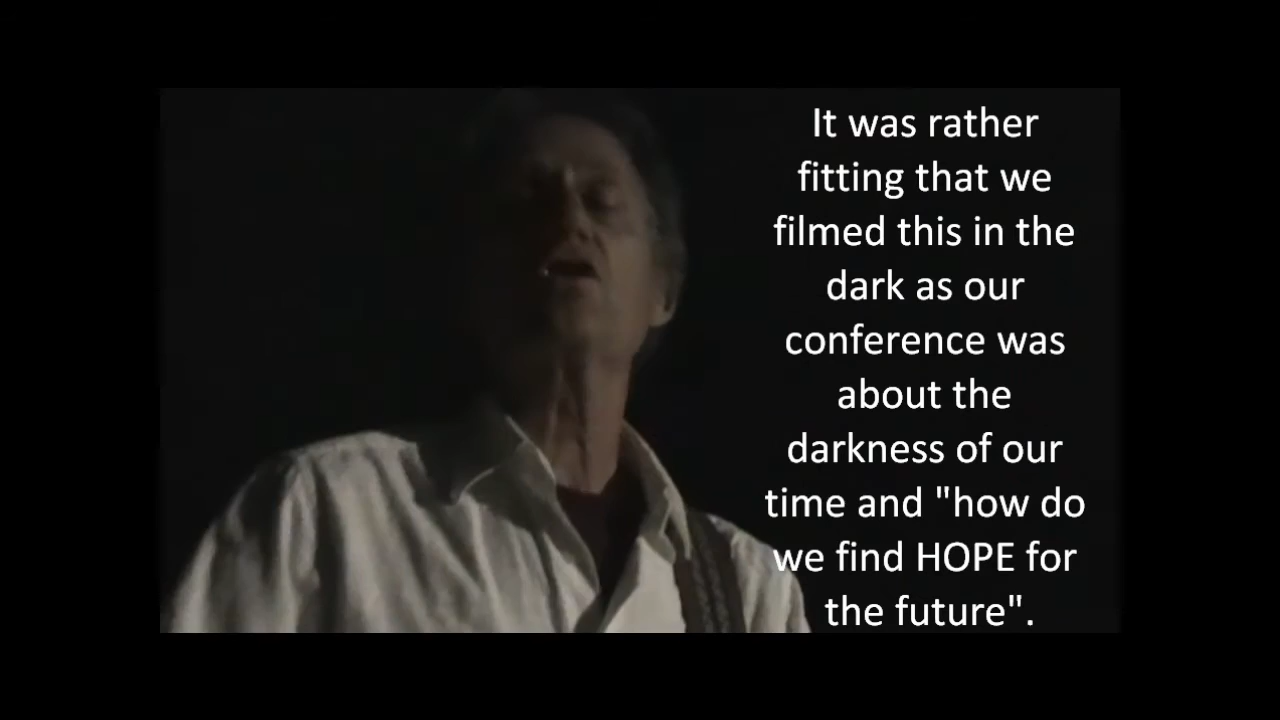 It was rather
fitting that we
filmed this in the
dark as our
conference was
about the
darkness of our
time and "how do
we find HOPE for
the future".